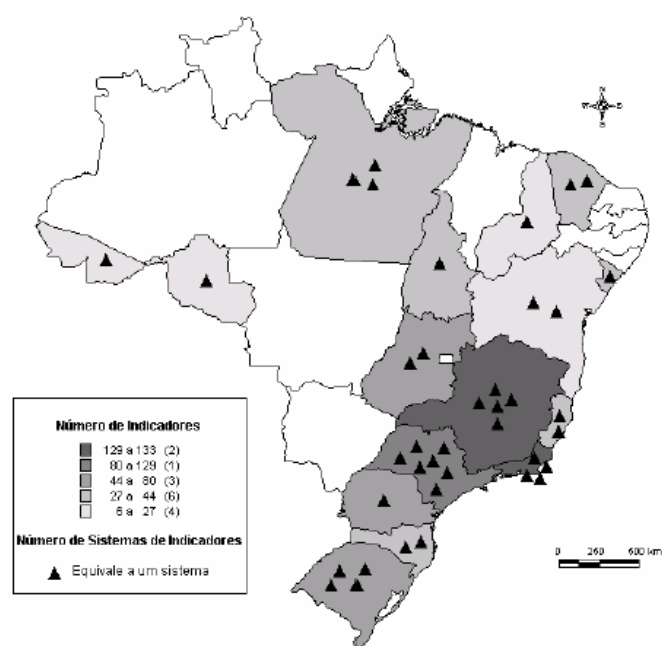 N
W
S
Número de Indicadores
129 a 133 (2)
80 a 129 (1)
44 a 80 (3)
27 a 44 (6)
6 a 27 (4)
Número de Sistemas de Indicadores
Equivale a um sistema
0 260 600 km